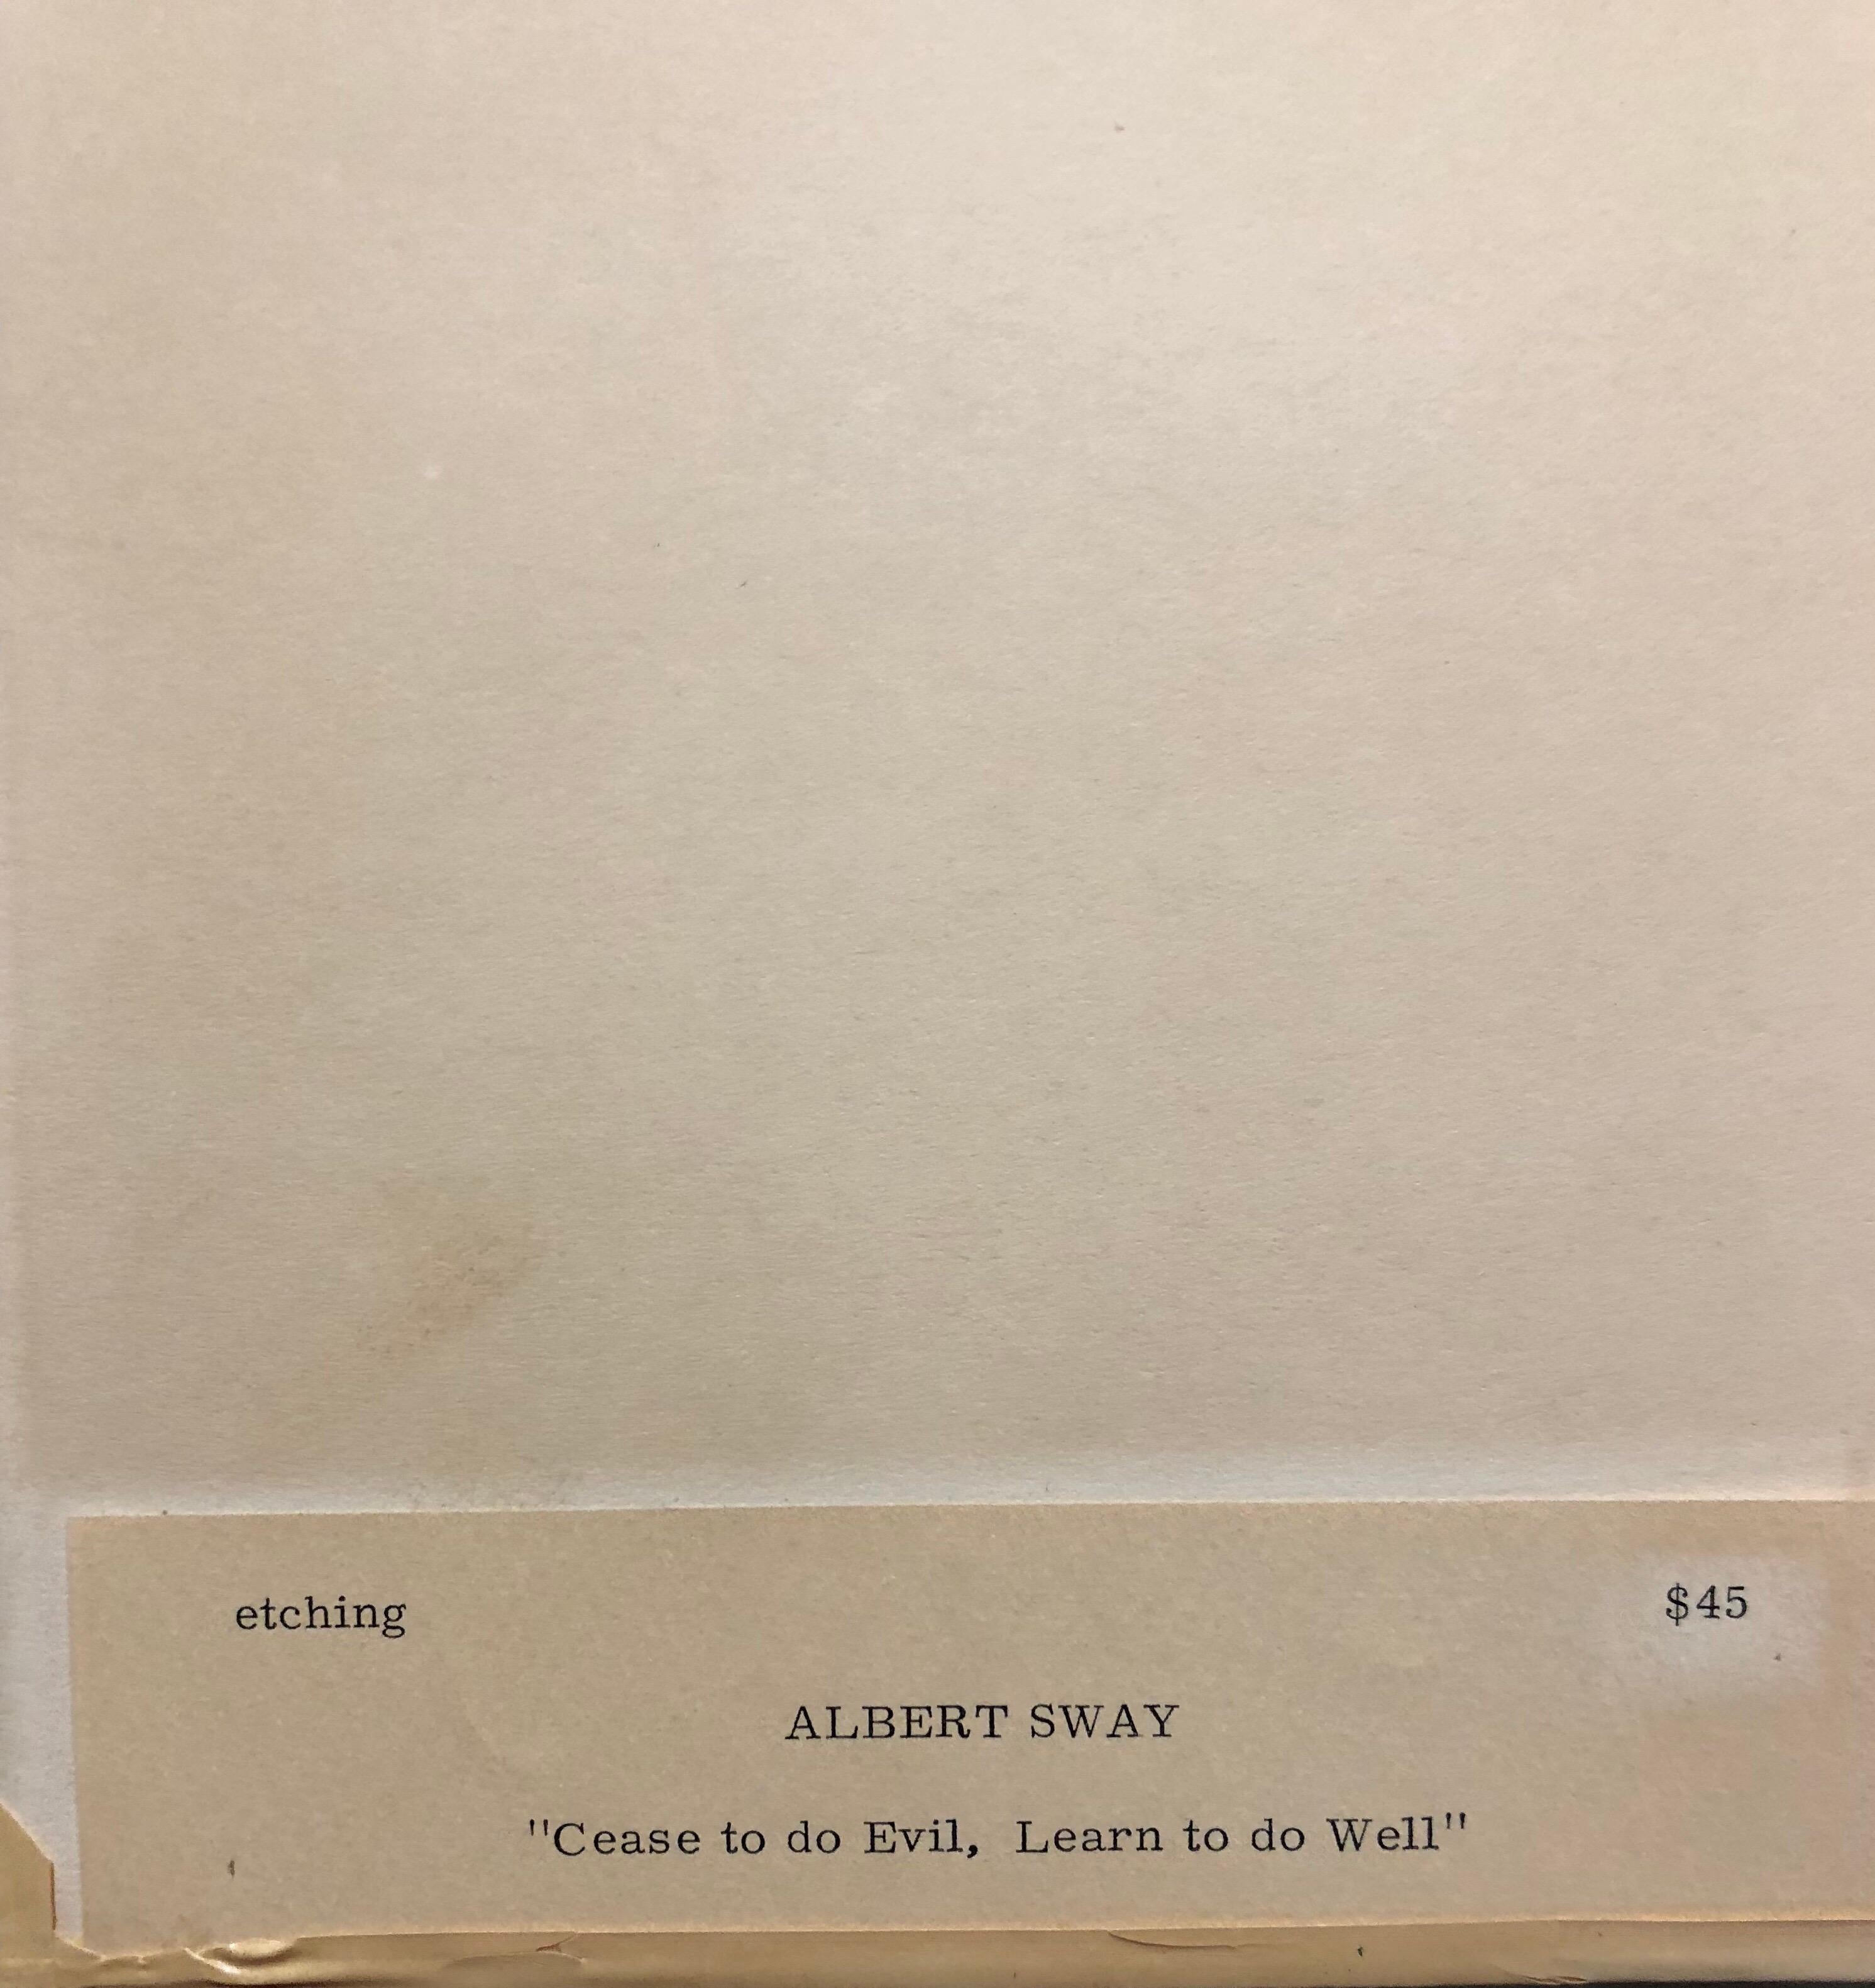 etching $45
ALBERT SWAY
"Cease to do Evil, Learn to do Well"